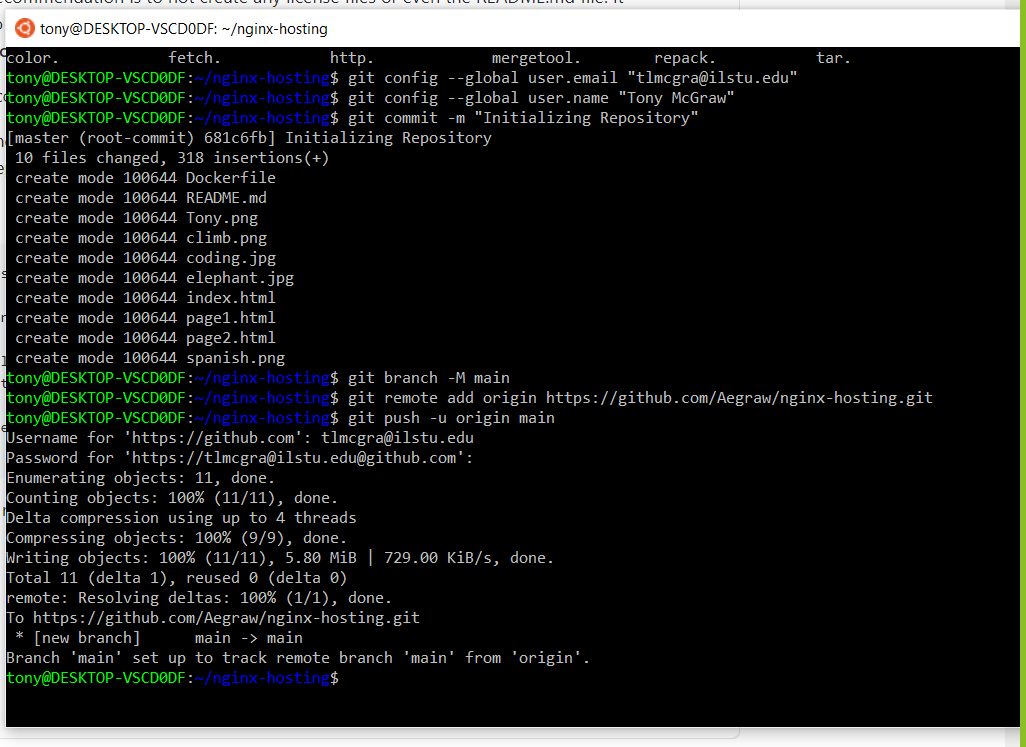 commendation is to not create any license files or even the README.md file. It
tony@DESKTOP-VSCD0DF: ~/nginx-hosting
color. fetch. http. mergetool. repack. tar.
tony@DESKTOP-VSCD0DF:~/nginx-hosting$ git config --global user.email "tlmcgra@ilstu.edu"
tony@DESKTOP-VSCD0DF:~/nginx-hosting$ git config --global user.name "Tony McGraw"
tony@DESKTOP-VSCD0DF:~/nginx-hosting$ git commit -m "Initializing Repository"
[master (root-commit) 681c6fb] Initializing Repository
 10 files changed, 318 insertions(+)
 create mode 100644 Dockerfile
 create mode 100644 README.md
 create mode 100644 Tony.png
 create mode 100644 climb.png
 create mode 100644 coding.jpg
 create mode 100644 elephant.jpg
 create mode 100644 index.html
 create mode 100644 page1.html
 create mode 100644 page2.html
 create mode 100644 spanish.png
tony@DESKTOP-VSCD0DF:~/nginx-hosting$ git branch -M main
tony@DESKTOP-VSCD0DF:~/nginx-hosting$ git remote add origin https://github.com/Aegraw/nginx-hosting.git
tony@DESKTOP-VSCD0DF:~/nginx-hosting$ git push -u origin main
Username for 'https://github.com': tlmcgra@ilstu.edu
Password for 'https://tlmcgra@ilstu.edu@github.com':
Enumerating objects: 11, done.
Counting objects: 100% (11/11), done.
Delta compression using up to 4 threads
Compressing objects: 100% (9/9), done.
Writing objects: 100% (11/11), 5.80 MiB | 729.00 KiB/s, done.
Total 11 (delta 1), reused 0 (delta 0)
remote: Resolving deltas: 100% (1/1), done.
To https://github.com/Aegraw/nginx-hosting.git
 * [new branch]      main -> main
Branch 'main' set up to track remote branch 'main' from 'origin'.
tony@DESKTOP-VSCD0DF:~/nginx-hosting$